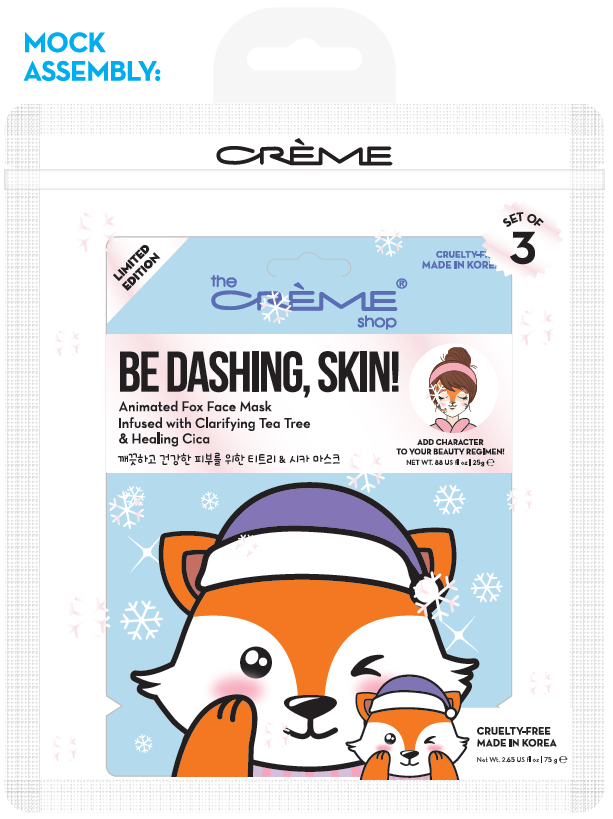 MOCK
ASSEMBLY:
CRÈME
SET OF
3
LIMITED
EDITION
CRUELTY-F
MADE IN KORE
the
CRÈME®
shop
BE DASHING, SKIN!
Animated Fox Face Mask
Infused with Clarifying Tea Tree
& Healing Cica
깨끗하고 건강한 피부를 위한 티트리 & 시카 마스크
ADD CHARACTER
TO YOUR BEAUTY REGIMEN!
NET WT. 88 US fl oz | 25g ℮
CRUELTY-FREE
MADE IN KOREA
Net Wt. 2.65 US fl oz | 75 g ℮